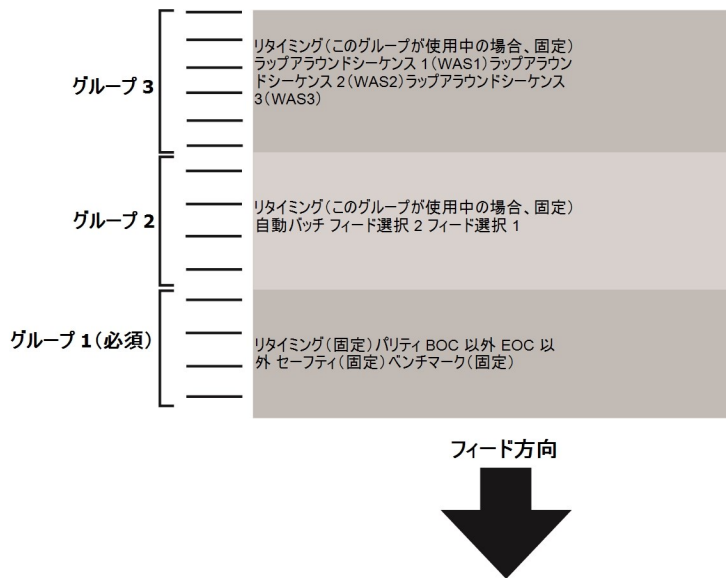 グループ 3
リタイミング（このグループが使用中の場合、固定）
ラップアラウンドシーケンス 1（WAS1）ラップアラウン
ドシーケンス 2（WAS2）ラップアラウンドシーケンス
3（WAS3）
グループ 2
リタイミング（このグループが使用中の場合、固定）
自動バッチ フィード選択 2 フィード選択 1
グループ 1（必須）
リタイミング（固定）パリティ BOC 以外 EOC 以
外 セーフティ（固定）ベンチマーク（固定）
フィード方向